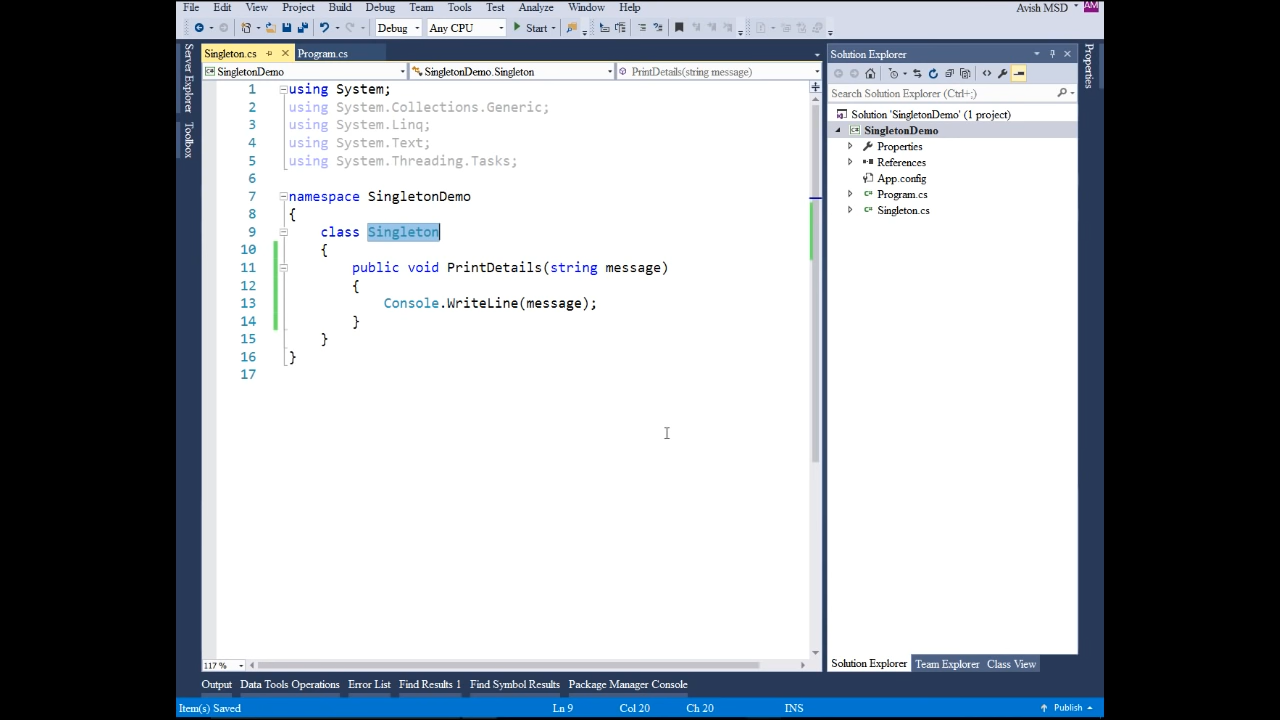 File Edit View Project Build Debug Team Tools Test Analyze Window Help Avish MSD AM
Debug Any CPU Start
Singleton.cs Program.cs
SingletonDemo SingletonDemo.Singleton PrintDetails(string message)
Server Explorer
Toolbox
1 using System;
2 using System.Collections.Generic;
3 using System.Linq;
4 using System.Text;
5 using System.Threading.Tasks;
6
7 namespace SingletonDemo
8 {
9 class Singleton
10 {
11 public void PrintDetails(string message)
12 {
13 Console.WriteLine(message);
14 }
15 }
16 }
17
117 %
Solution Explorer
Search Solution Explorer (Ctrl+;)
Solution 'SingletonDemo' (1 project)
SingletonDemo
Properties
References
App.config
Program.cs
Singleton.cs
Solution Explorer Team Explorer Class View
Properties
Output Data Tools Operations Error List Find Results 1 Find Symbol Results Package Manager Console
Item(s) Saved Ln 9 Col 20 Ch 20 INS Publish